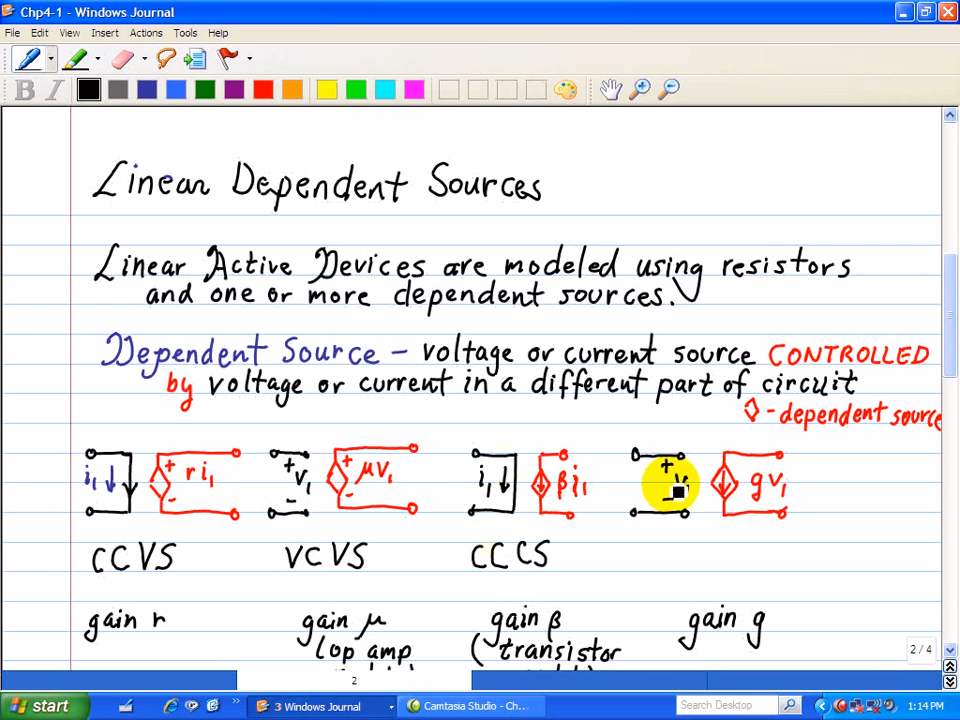 Chp4-1 - Windows Journal
File Edit View Insert Actions Tools Help
B I
Linear Dependent Sources
Linear Active Devices are modeled using resistors
and one or more dependent sources.
Dependent Source - voltage or current source CONTROLLED
by voltage or current in a different part of circuit
- dependent source
i1 + ri1 - + V1 - + μV1 - i1 βi1 + V - gV1
CCVS VCVS CCCS
gain r gain μ gain β gain g
(op amp (transistor
2 / 4
2
start 3 Windows Journal Camtasia Studio - Ch... Search Desktop 1:14 PM